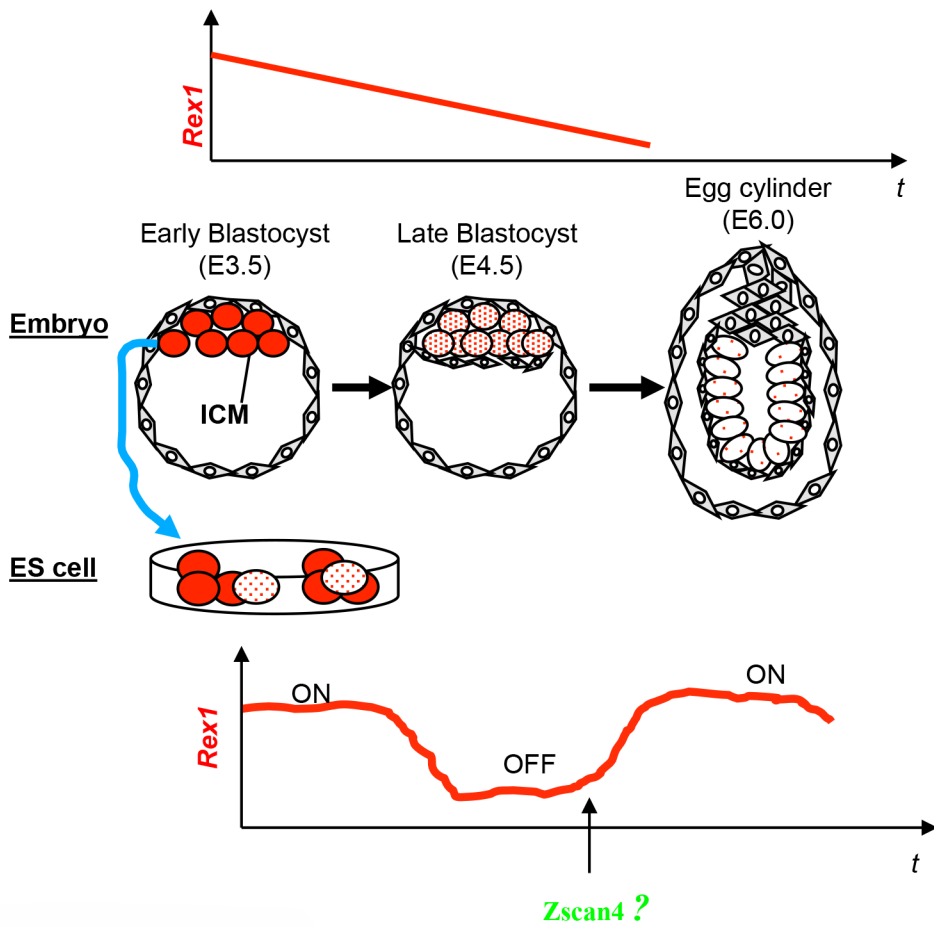 Rex1
t
Egg cylinder
(E6.0)
Early Blastocyst
(E3.5)
Late Blastocyst
(E4.5)
Embryo
ICM
ES cell
Rex1
ON
OFF
ON
t
Zscan4 ?